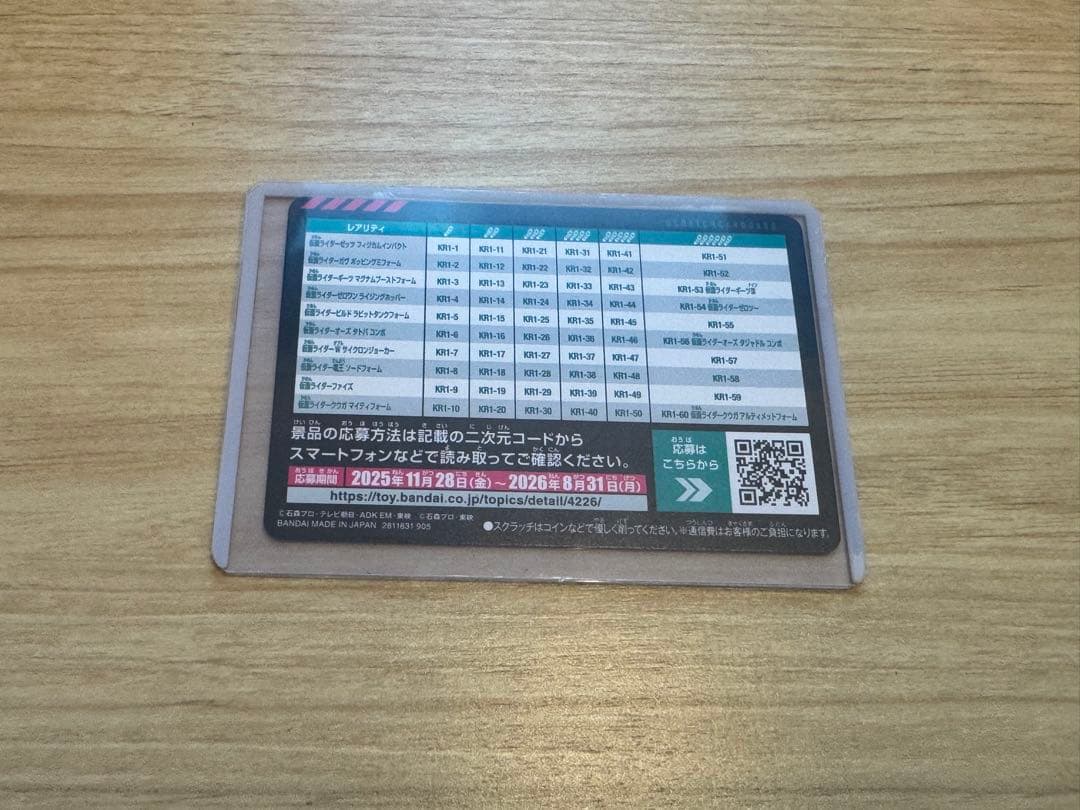 レアリティ
仮面ライダーゼッツ フィジカムインパクト KR1-1 KR1-11 KR1-21 KR1-31 KR1-41 KR1-51
仮面ライダーガヴ ポッピングミフォーム KR1-2 KR1-12 KR1-22 KR1-32 KR1-42 KR1-52
仮面ライダーギーツ マグナムブーストフォーム KR1-3 KR1-13 KR1-23 KR1-33 KR1-43 KR1-53 仮面ライダーギーツⅨ
仮面ライダーゼロワン ライジングホッパー KR1-4 KR1-14 KR1-24 KR1-34 KR1-44 KR1-54 仮面ライダーゼロツー
仮面ライダービルド ラビットタンクフォーム KR1-5 KR1-15 KR1-25 KR1-35 KR1-45 KR1-55
仮面ライダーオーズ タトバ コンボ KR1-6 KR1-16 KR1-26 KR1-36 KR1-46 KR1-56 仮面ライダーオーズ タジャドル コンボ
仮面ライダーW サイクロンジョーカー KR1-7 KR1-17 KR1-27 KR1-37 KR1-47 KR1-57
仮面ライダー電王 ソードフォーム KR1-8 KR1-18 KR1-28 KR1-38 KR1-48 KR1-58
仮面ライダーファイズ KR1-9 KR1-19 KR1-29 KR1-39 KR1-49 KR1-59
仮面ライダークウガ マイティフォーム KR1-10 KR1-20 KR1-30 KR1-40 KR1-50 KR1-60 仮面ライダークウガ アルティメットフォーム
景品の応募方法は記載の二次元コードから
スマートフォンなどで読み取ってご確認ください。
応募期間 2025年11月28日(金)～2026年8月31日(月)
https://toy.bandai.co.jp/topics/detail/4226/
応募は
こちらから
©石森プロ・テレビ朝日・ADK EM・東映 ©石森プロ・東映
BANDAI MADE IN JAPAN 2811631 905
●スクラッチはコインなどで優しく削ってください。※通信費はお客様のご負担になります。